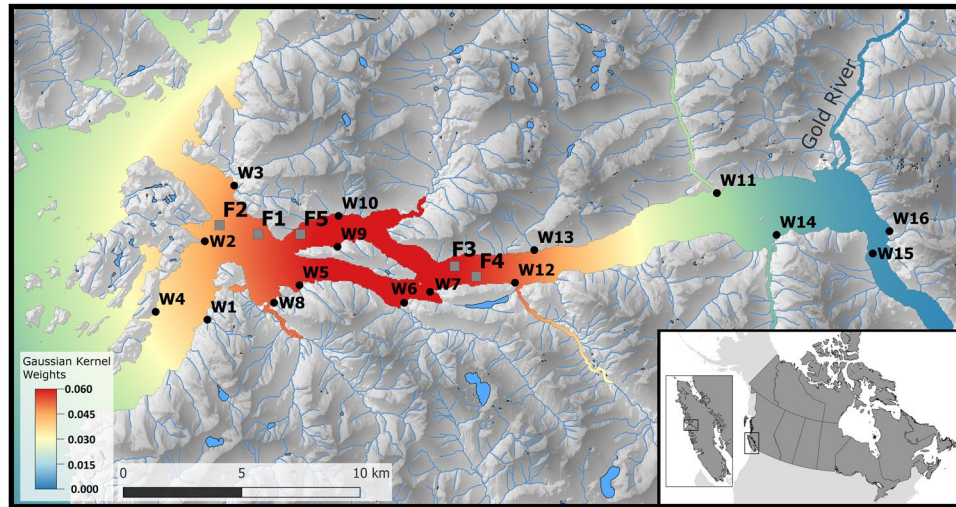 Gold River
W3
W10
W11
F2
F1
F5
W9
W13
W14
W16
W2
F3
F4
W15
W5
W12
W4
W1
W8
W6
W7
Gaussian Kernel
Weights
0.060
0.045
0.030
0.015
0.000
0 5 10 km